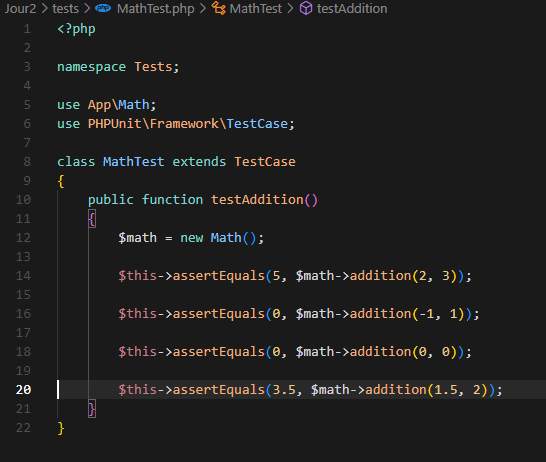 Jour2 > tests > MathTest.php > MathTest > testAddition
1 <?php
2
3 namespace Tests;
4
5 use App\Math;
6 use PHPUnit\Framework\TestCase;
7
8 class MathTest extends TestCase
9 {
10 public function testAddition()
11 {
12 $math = new Math();
13
14 $this->assertEquals(5, $math->addition(2, 3));
15
16 $this->assertEquals(0, $math->addition(-1, 1));
17
18 $this->assertEquals(0, $math->addition(0, 0));
19
20 $this->assertEquals(3.5, $math->addition(1.5, 2));
21 }
22 }